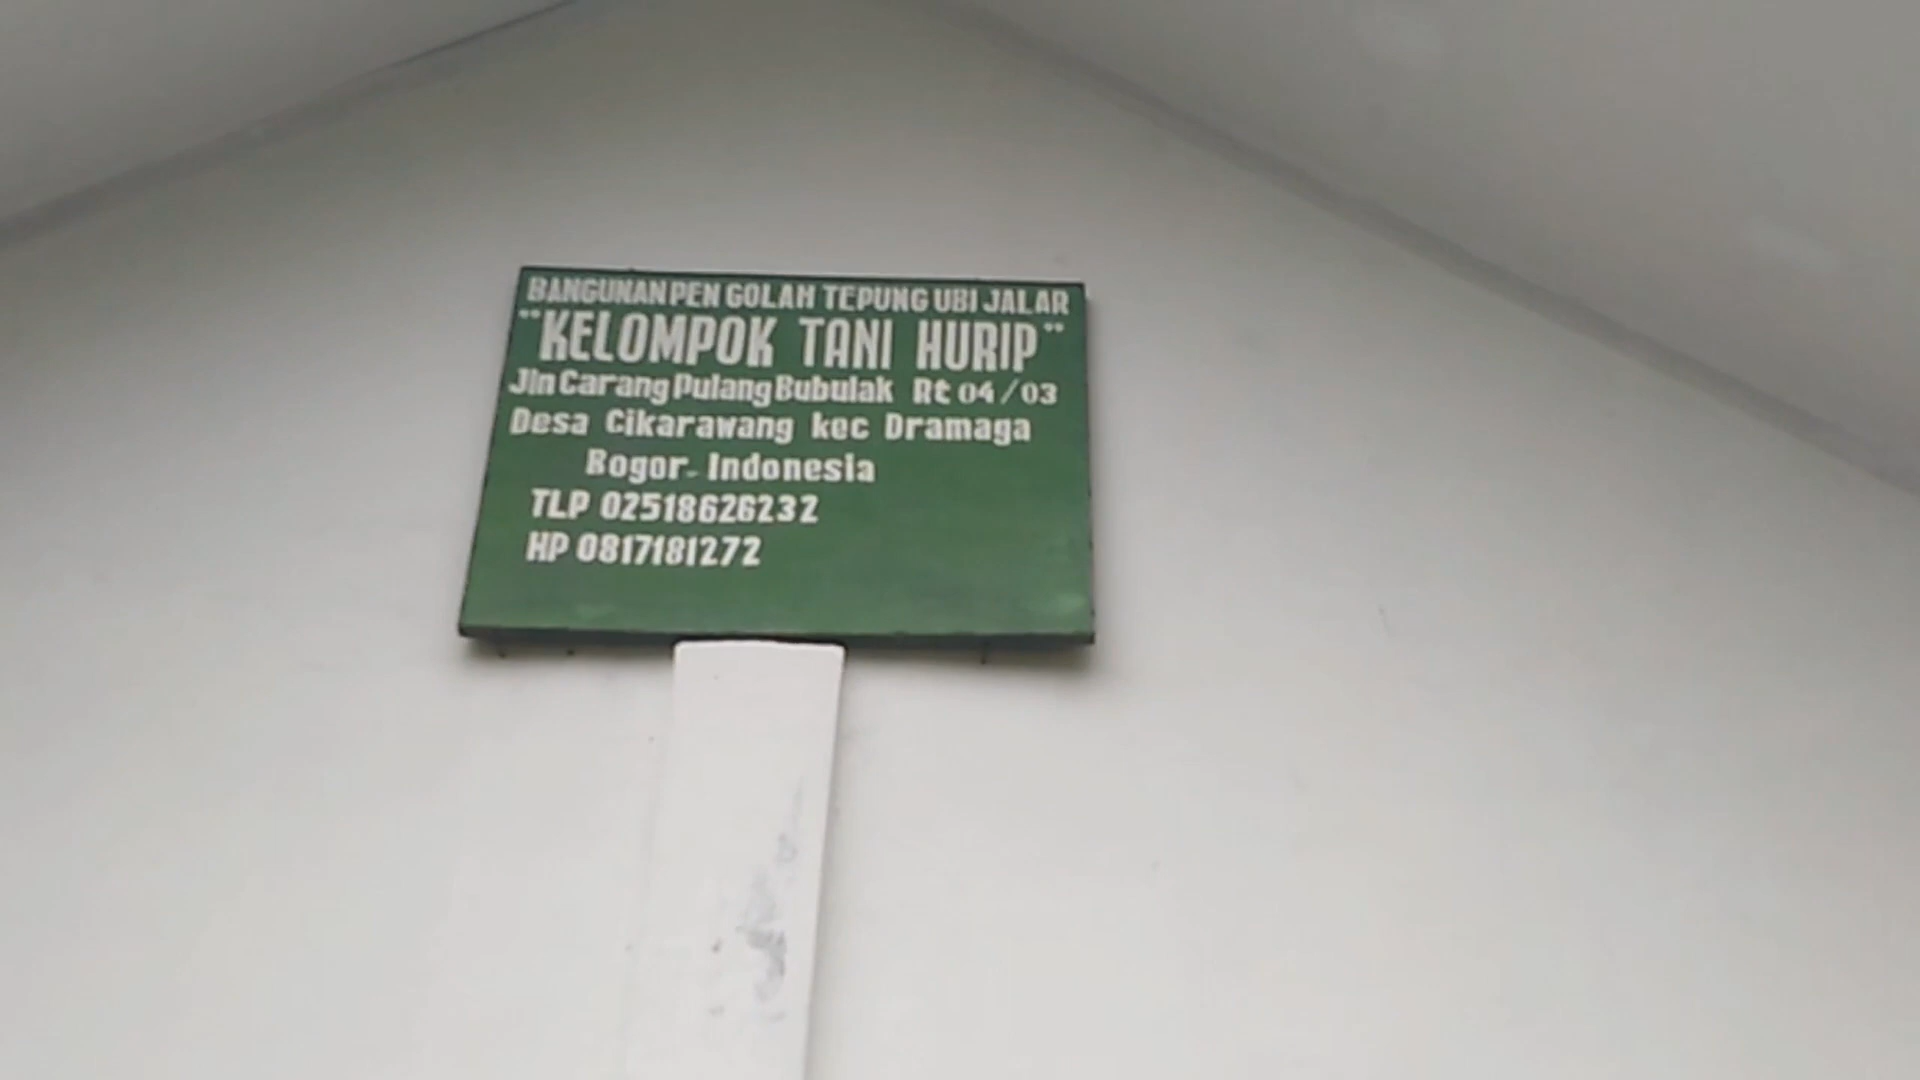 BANGUNAN PEN GOLAH TEPUNG UBI JALAR
"KELOMPOK TANI HURIP"
Jln Carang Pulang Bubulak Rt 04/03
Desa Cikarawang kec Dramaga
Bogor- Indonesia
TLP 02518626232
HP 0817181272